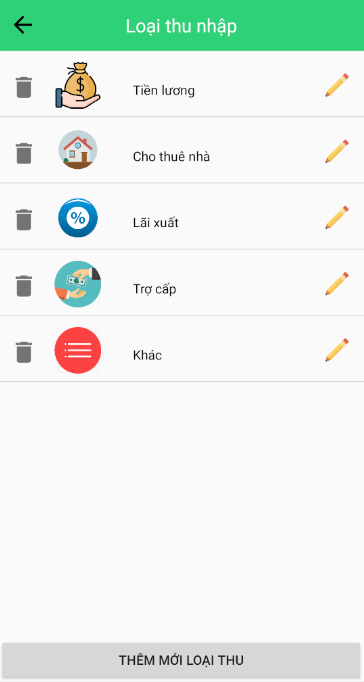 Loại thu nhập
Tiền lương
Cho thuê nhà
Lãi xuất
Trợ cấp
Khác
THÊM MỚI LOẠI THU